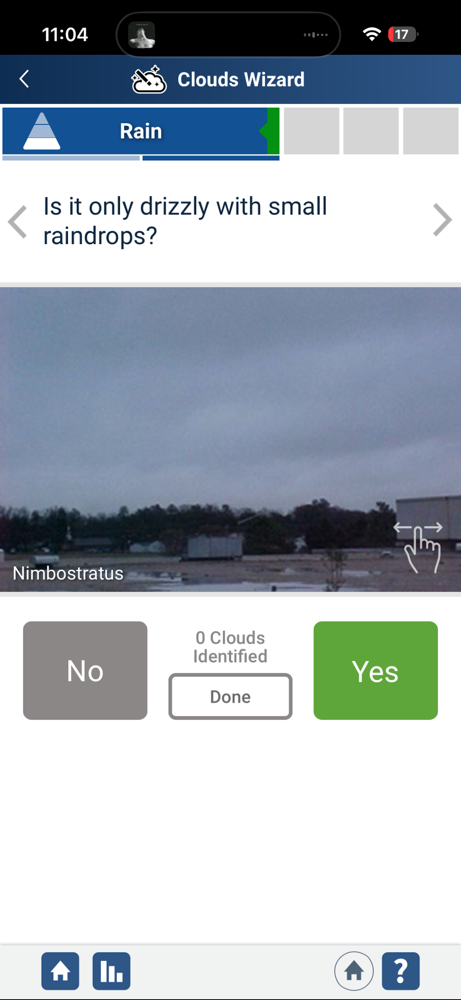 11:04
17
Clouds Wizard
Rain
Is it only drizzly with small
raindrops?
Nimbostratus
No
0 Clouds
Identified
Done
Yes
?